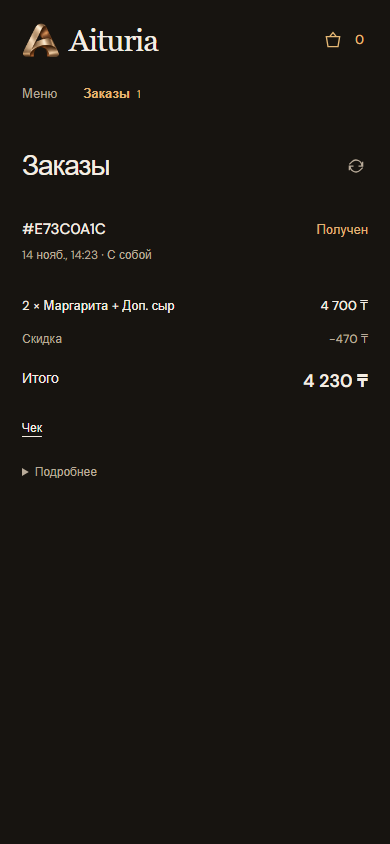 Aituria
0
Меню Заказы 1
Заказы
#E73C0A1C Получен
14 нояб., 14:23 · С собой
2 × Маргарита + Доп. сыр 4 700 ₸
Скидка −470 ₸
Итого 4 230 ₸
Чек
Подробнее